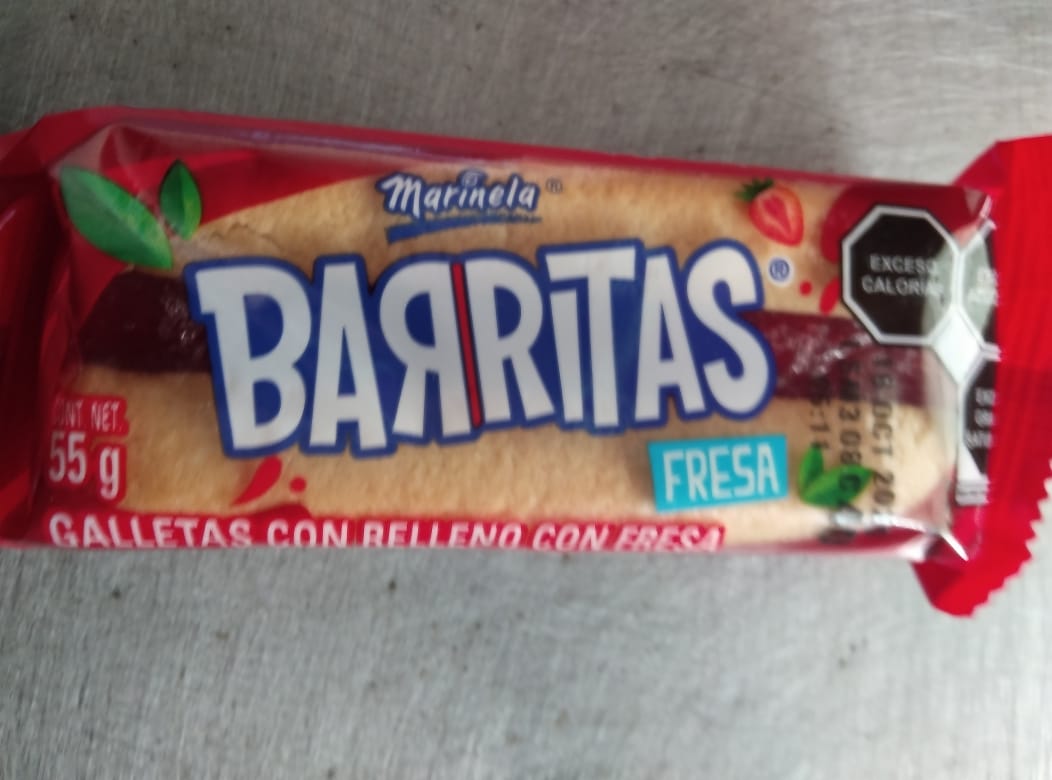 Marinela®
BARRITAS®
EXCESO
CALORÍAS
CONT. NET.
55 g
FRESA
GALLETAS CON RELLENO CON FRESA